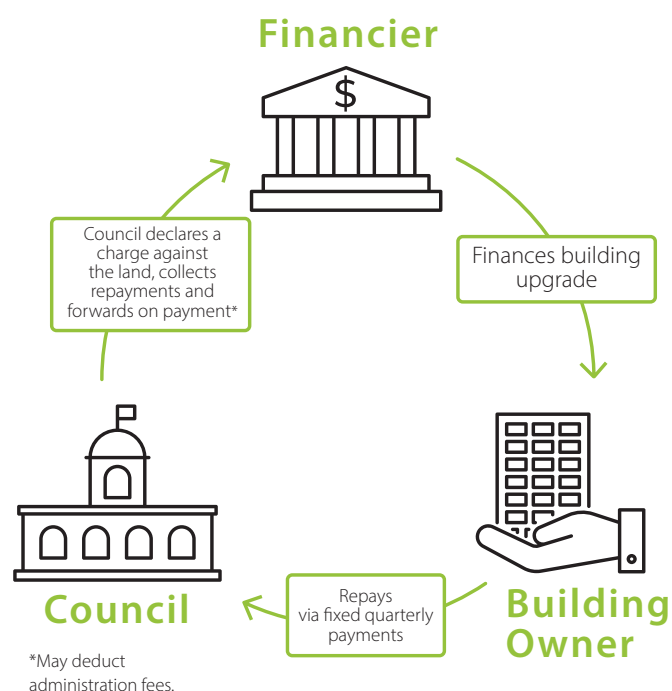 Financier
$
Council declares a
charge against
the land, collects
repayments and
forwards on payment*
Finances building
upgrade
Council
Repays
via fixed quarterly
payments
Building
Owner
*May deduct
administration fees.